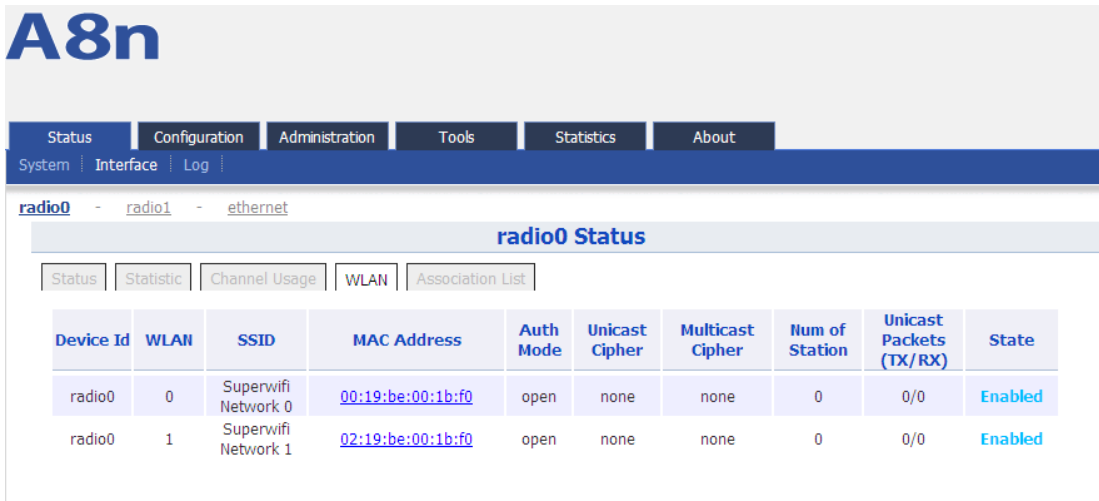 A8n
Status Configuration Administration Tools Statistics About
System Interface Log
radio0 - radio1 - ethernet
radio0 Status
Status Statistic Channel Usage WLAN Association List
Device Id WLAN SSID MAC Address Auth Mode Unicast Cipher Multicast Cipher Num of Station Unicast Packets (TX/RX) State
radio0 0 Superwifi Network 0 00:19:be:00:1b:f0 open none none 0 0/0 Enabled
radio0 1 Superwifi Network 1 02:19:be:00:1b:f0 open none none 0 0/0 Enabled